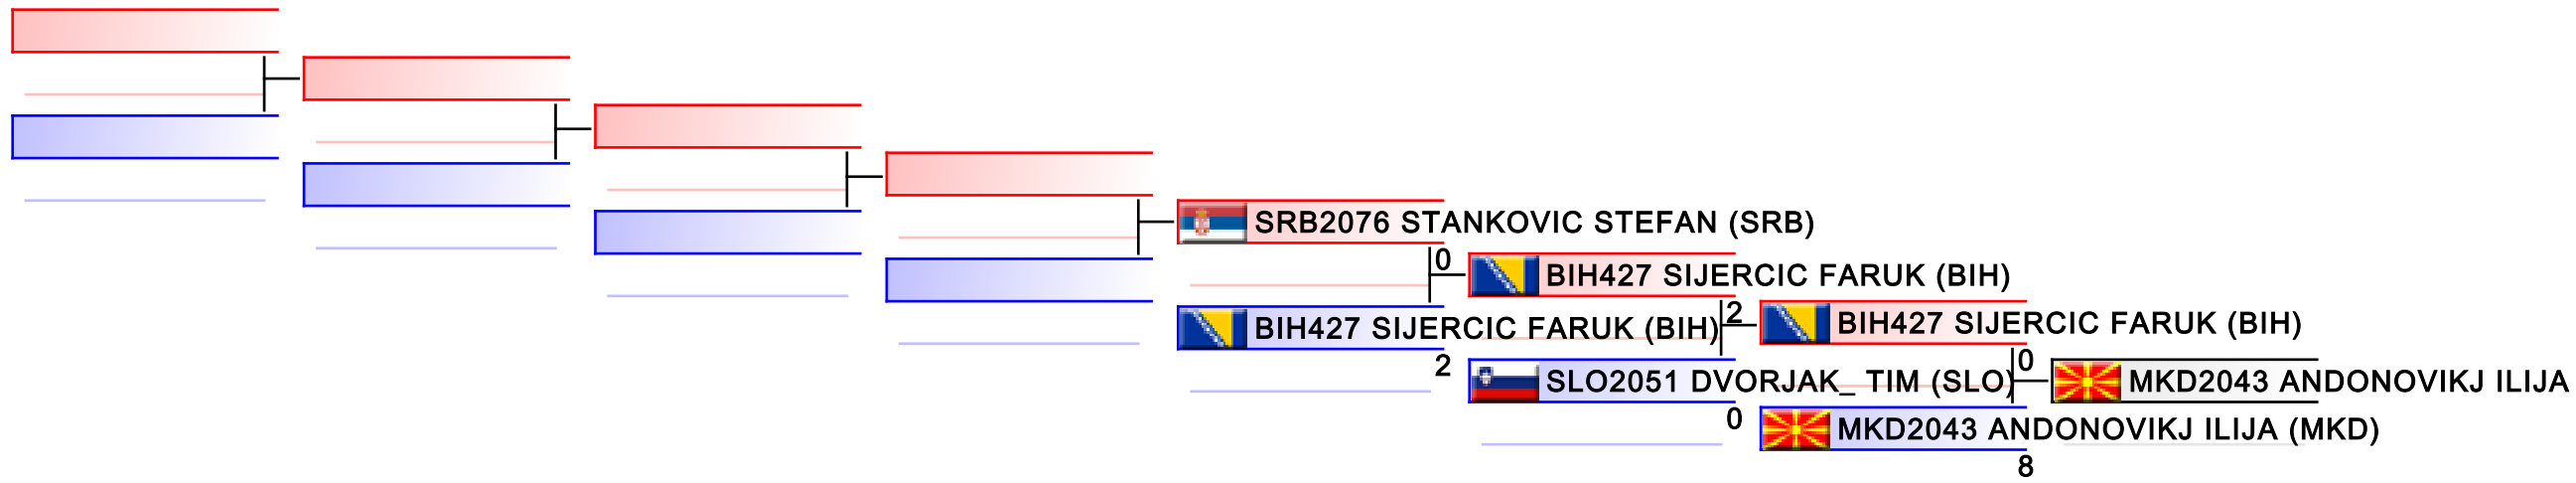 SRB2076 STANKOVIC STEFAN (SRB)
0
BIH427 SIJERCIC FARUK (BIH)
BIH427 SIJERCIC FARUK (BIH)
2
2
BIH427 SIJERCIC FARUK (BIH)
SLO2051 DVORJAK_ TIM (SLO)
0
0
MKD2043 ANDONOVIKJ ILIJA
MKD2043 ANDONOVIKJ ILIJA (MKD)
8